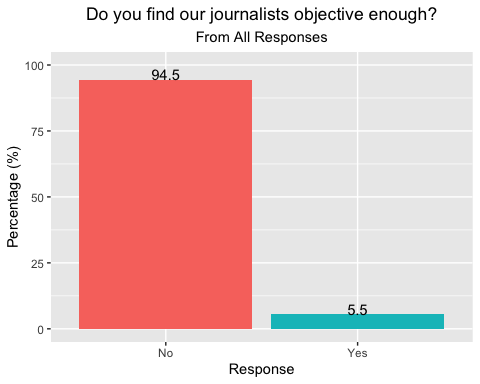 Do you find our journalists objective enough?
From All Responses
100
75
50
25
0
Percentage (%)
94.5
5.5
No
Yes
Response